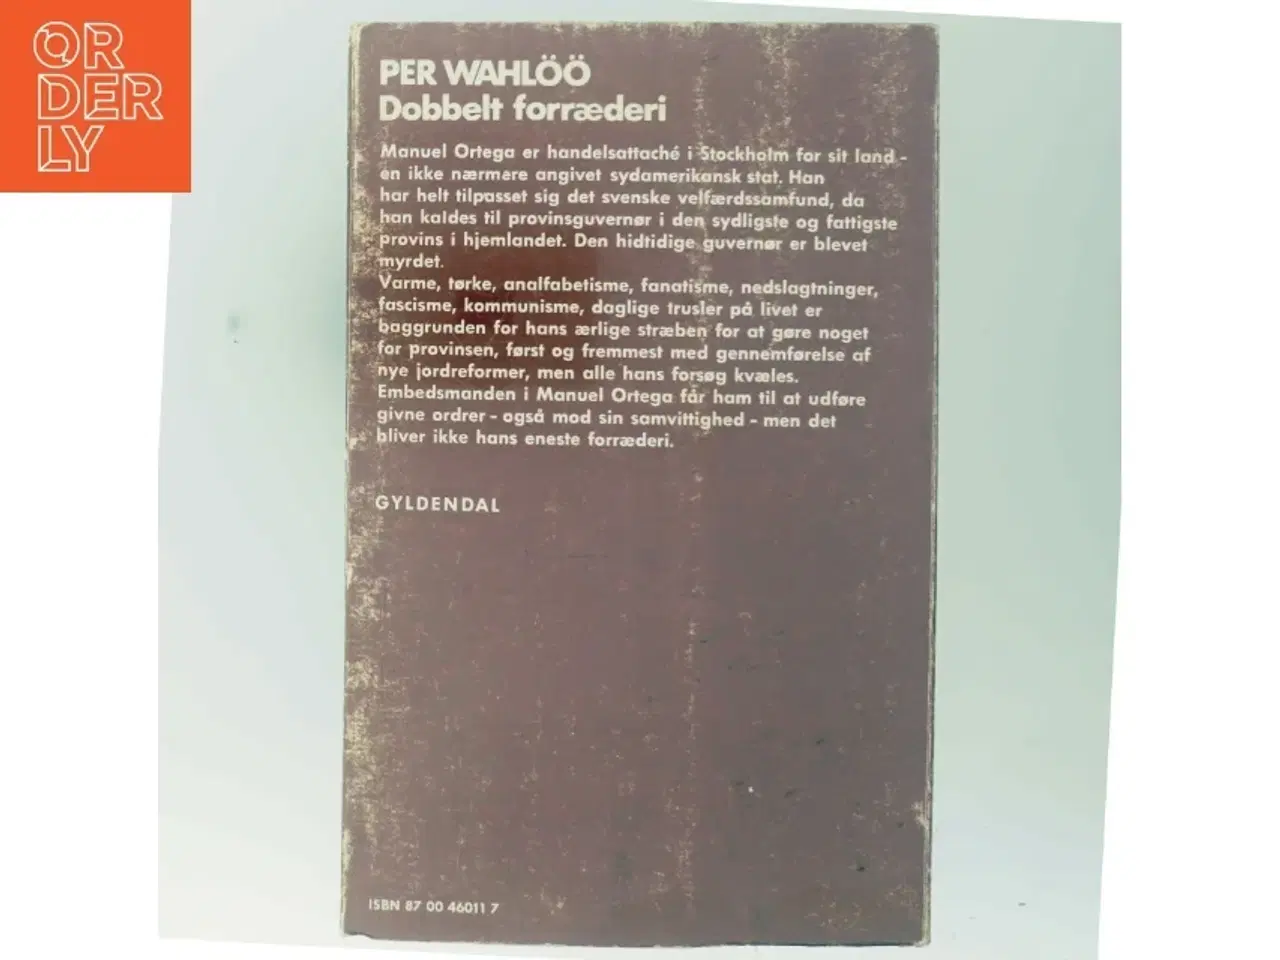 OR
DER
LY
PER WAHLÖÖ
Dobbelt forræderi
Manuel Ortega er handelsattaché i Stockholm for sit land -
én ikke nærmere angivet sydamerikansk stat. Han
har helt tilpasset sig det svenske velfærdssamfund, da
han kaldes til provinsguvernør i den sydligste og fattigste
provins i hjemlandet. Den hidtidige guvernør er blevet
myrdet.
Varme, tørke, analfabetisme, fanatisme, nedslagtninger,
fascisme, kommunisme, daglige trusler på livet er
baggrunden for hans ærlige stræben for at gøre noget
for provinsen, først og fremmest med gennemførelse af
nye jordreformer, men alle hans forsøg kvæles.
Embedsmanden i Manuel Ortega får ham til at udføre
givne ordrer - også mod sin samvittighed - men det
bliver ikke hans eneste forræderi.
GYLDENDAL
ISBN 87 00 46011 7